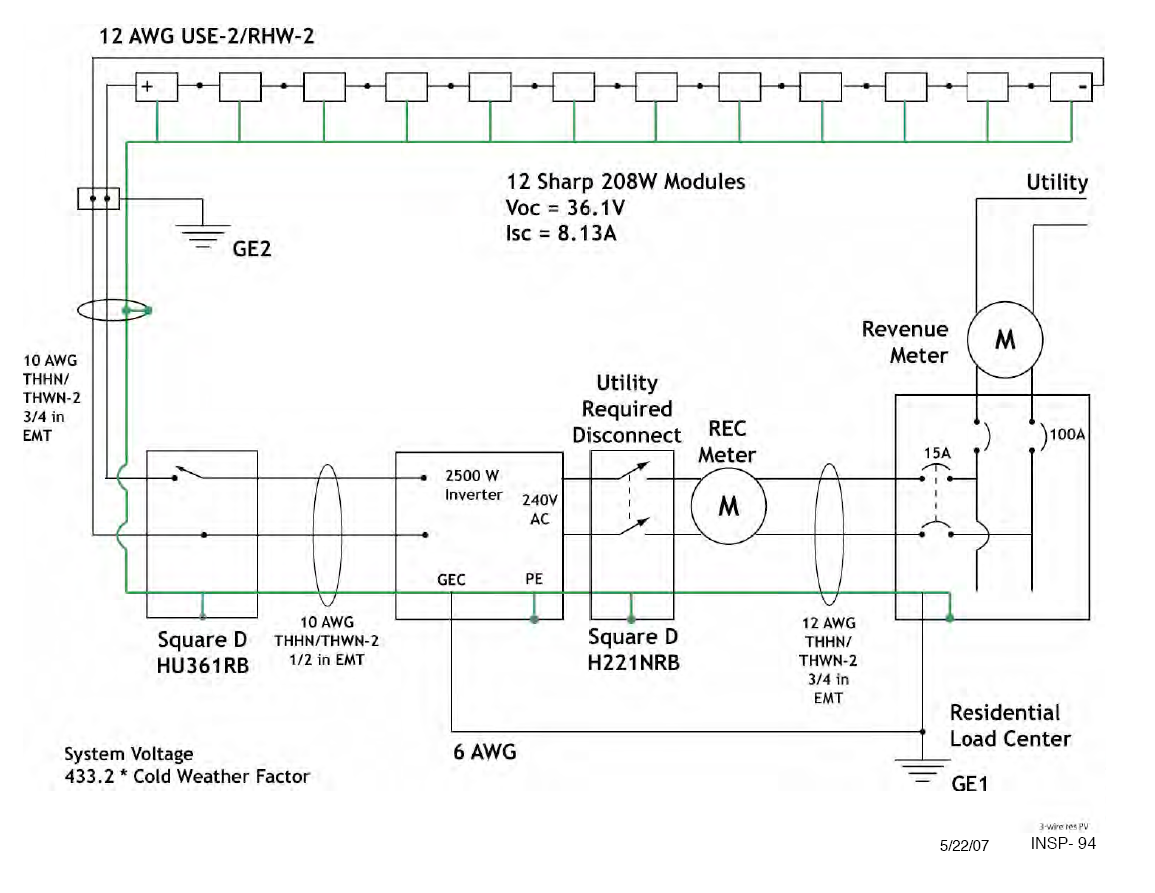 12 AWG USE-2/RHW-2
+
-
12 Sharp 208W Modules
Voc = 36.1V
Isc = 8.13A
Utility
GE2
Revenue
Meter
M
10 AWG
THHN/
THWN-2
3/4 in
EMT
Utility
Required
Disconnect
REC
Meter
M
15A
100A
2500 W
Inverter
240V
AC
GEC
PE
Square D
HU361RB
10 AWG
THHN/THWN-2
1/2 in EMT
Square D
H221NRB
12 AWG
THHN/
THWN-2
3/4 in
EMT
Residential
Load Center
6 AWG
GE1
System Voltage
433.2 * Cold Weather Factor
3-wire res PV
5/22/07
INSP- 94